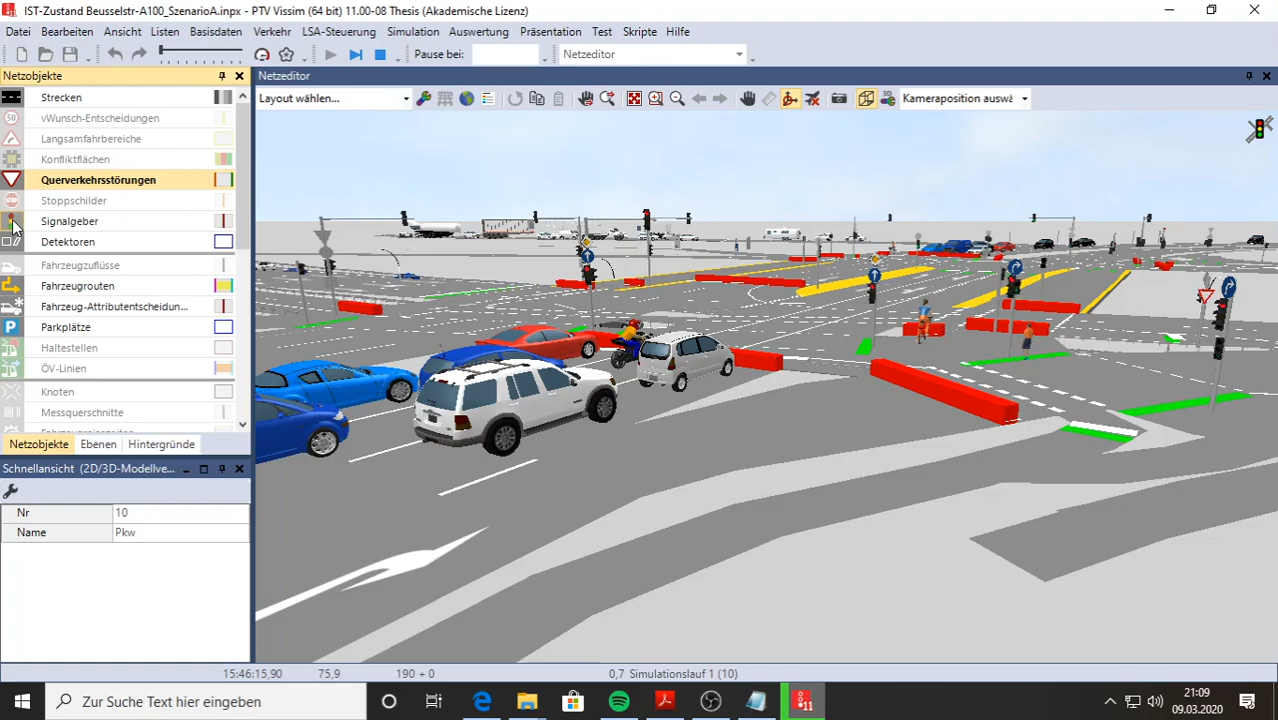 IST-Zustand Beusselstr-A100_SzenarioA.inpx - PTV Vissim (64 bit) 11.00-08 Thesis (Akademische Lizenz)
Datei Bearbeiten Ansicht Listen Basisdaten Verkehr LSA-Steuerung Simulation Auswertung Präsentation Test Skripte Hilfe
Pause bei: Netzeditor
Netzobjekte
Netzeditor
Layout wählen... Kameraposition auswä
Strecken
50 vWunsch-Entscheidungen
Langsamfahrbereiche
Konfliktflächen
Querverkehrsstörungen
STOP Stoppschilder
Signalgeber
Detektoren
Fahrzeugzuflüsse
Fahrzeugrouten
Fahrzeug-Attributentscheidun...
P Parkplätze
Haltestellen
ÖV-Linien
Knoten
Messquerschnitte
Netzobjekte Ebenen Hintergründe
Schnellansicht (2D/3D-Modellve...
Nr 10
Name Pkw
15:46:15,90 75,9 190 + 0 0,7 Simulationslauf 1 (10)
Zur Suche Text hier eingeben
11
21:09
09.03.2020